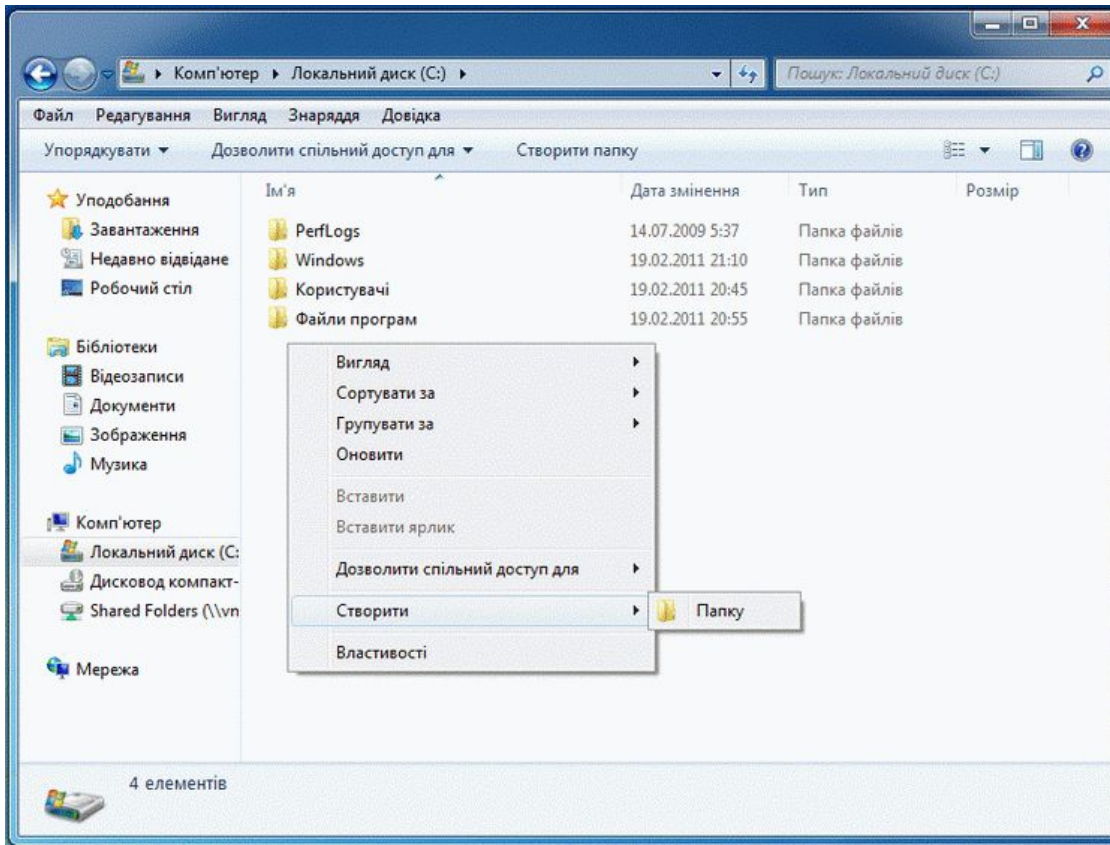 Комп'ютер Локальний диск (C:)
Пошук: Локальний диск (C:)
Файл Редагування Вигляд Знаряддя Довідка
Упорядкувати Дозволити спільний доступ для Створити папку
Ім'я Дата змінення Тип Розмір
PerfLogs 14.07.2009 5:37 Папка файлів
Windows 19.02.2011 21:10 Папка файлів
Користувачі 19.02.2011 20:45 Папка файлів
Файли програм 19.02.2011 20:55 Папка файлів
Уподобання
Завантаження
Недавно відвідане
Робочий стіл
Бібліотеки
Відеозаписи
Документи
Зображення
Музика
Комп'ютер
Локальний диск (C:
Дисковод компакт-
Shared Folders (\\vn
Мережа
Вигляд
Сортувати за
Групувати за
Оновити
Вставити
Вставити ярлик
Дозволити спільний доступ для
Створити
Папку
Властивості
4 елементів